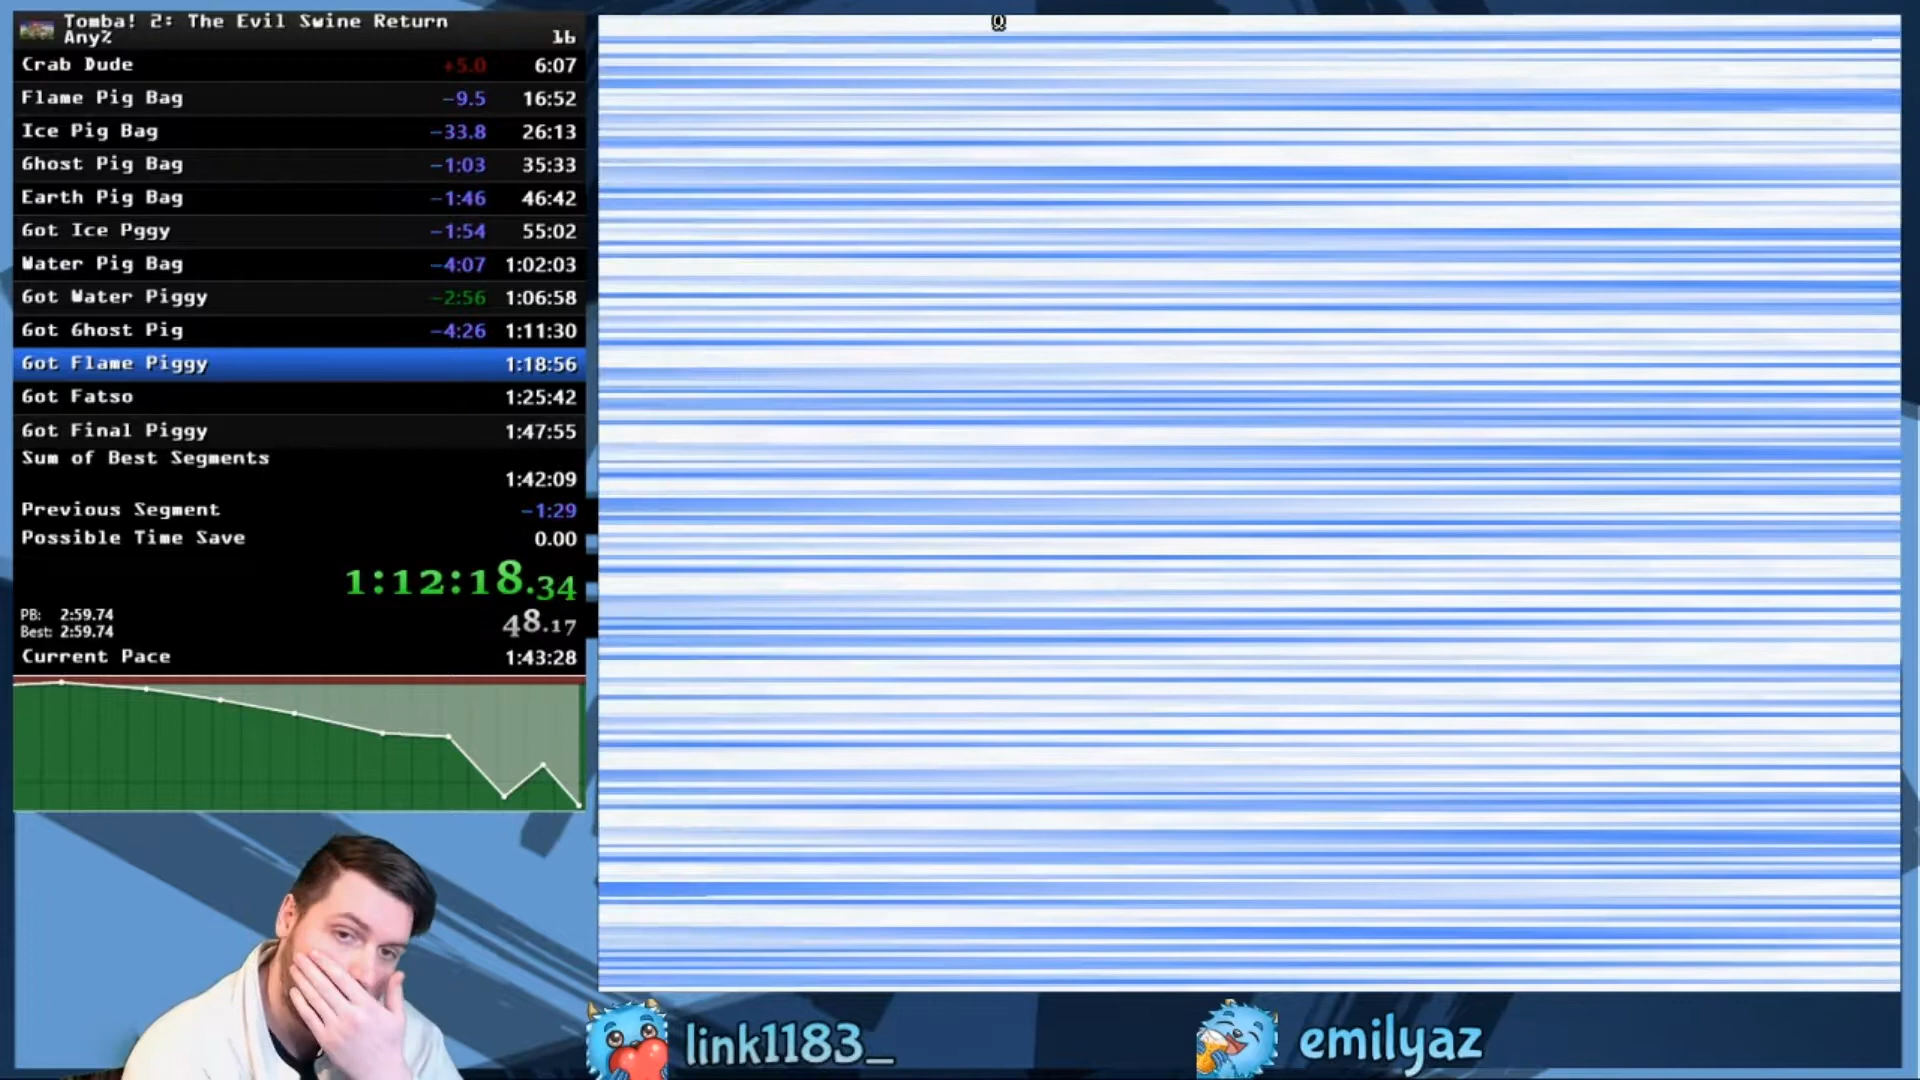 Tomba! 2: The Evil Swine Return
Any% 16
Crab Dude +5.0 6:07
Flame Pig Bag −9.5 16:52
Ice Pig Bag −33.8 26:13
Ghost Pig Bag −1:03 35:33
Earth Pig Bag −1:46 46:42
Got Ice Pggy −1:54 55:02
Water Pig Bag −4:07 1:02:03
Got Water Piggy −2:56 1:06:58
Got Ghost Pig −4:26 1:11:30
Got Flame Piggy 1:18:56
Got Fatso 1:25:42
Got Final Piggy 1:47:55
Sum of Best Segments
1:42:09
Previous Segment −1:29
Possible Time Save 0.00
1:12:18.34
PB: 2:59.74
Best: 2:59.74
48.17
Current Pace 1:43:28
link1183_
emilyaz